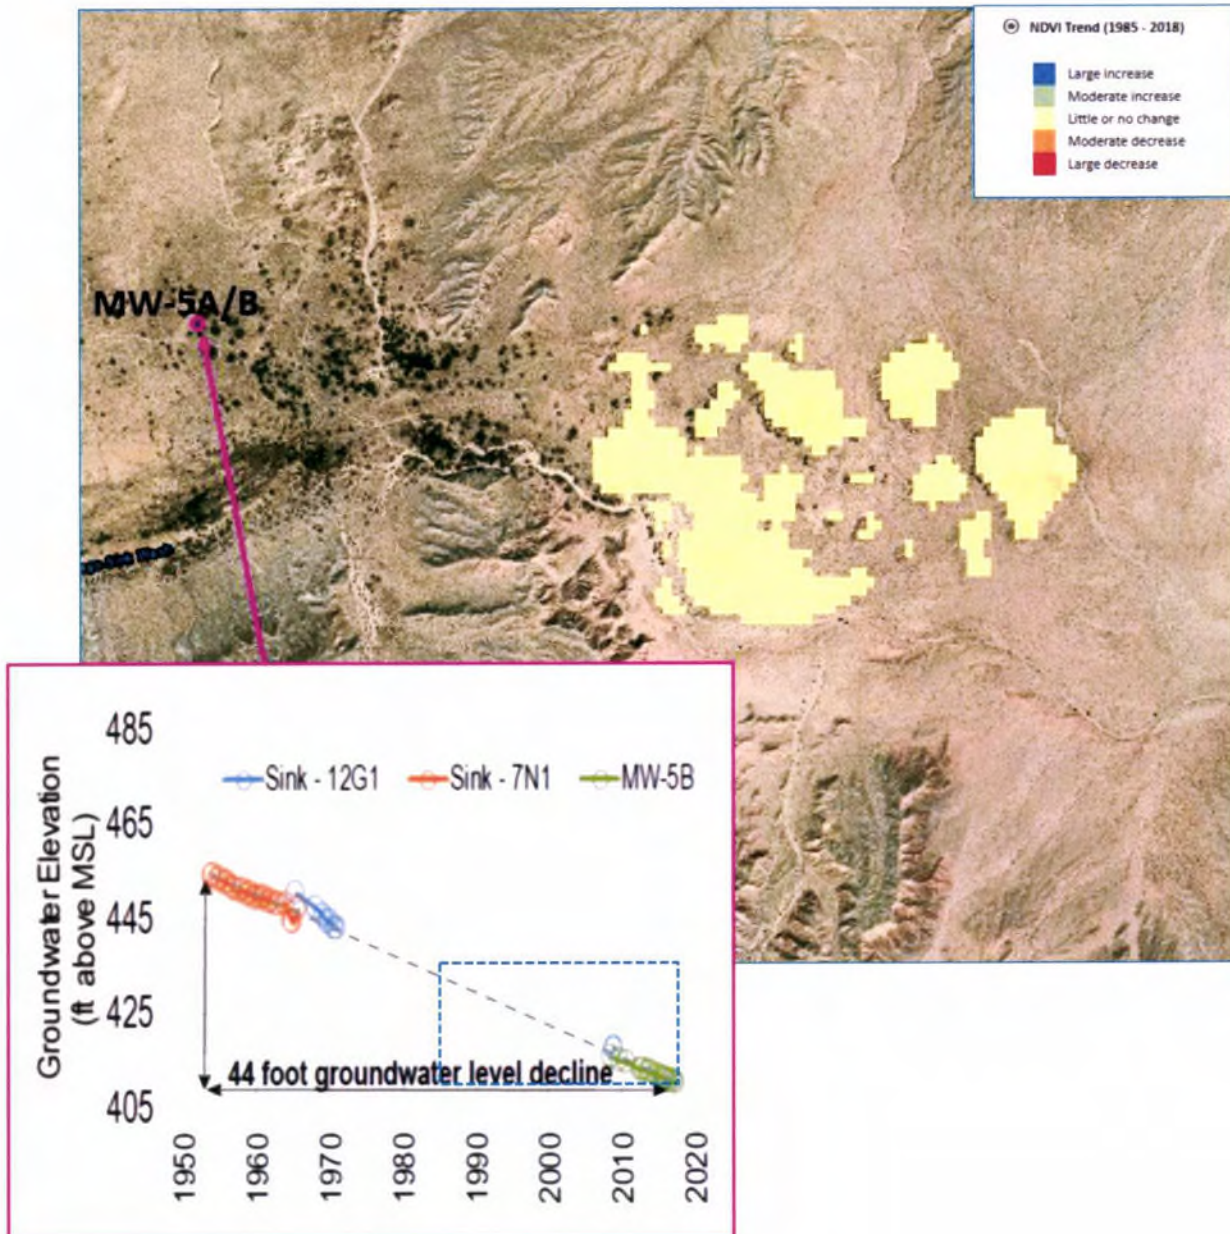 NDVI Trend (1985 - 2018)
Large increase
Moderate increase
Little or no change
Moderate decrease
Large decrease
MW-5A/B
Groundwater Elevation
(ft above MSL)
485
465
445
425
405
Sink - 12G1
Sink - 7N1
MW-5B
44 foot groundwater level decline
1950
1960
1970
1980
1990
2000
2010
2020